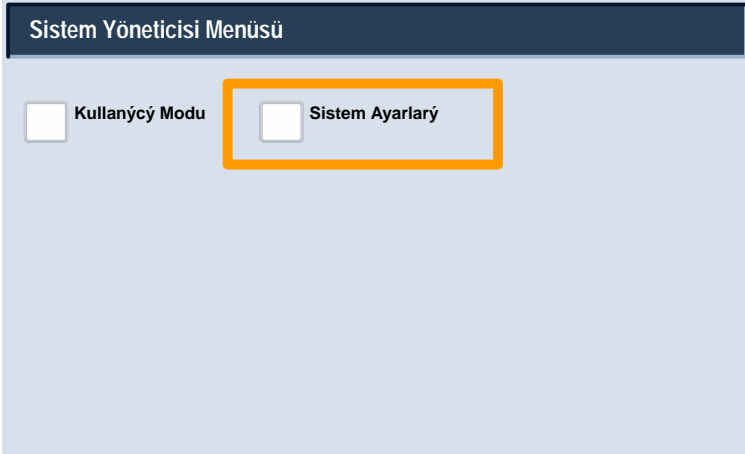 Sistem Yöneticisi Menüsü
Kullanýcý Modu
Sistem Ayarlarý